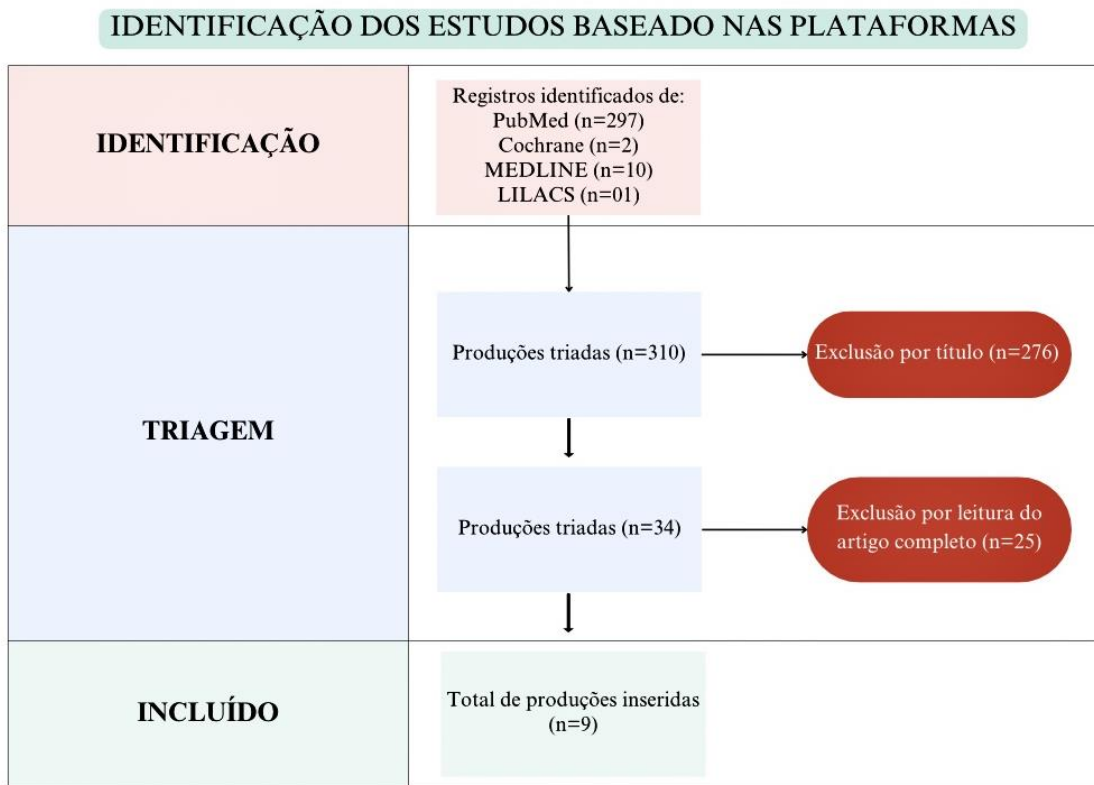 IDENTIFICAÇÃO DOS ESTUDOS BASEADO NAS PLATAFORMAS
IDENTIFICAÇÃO
Registros identificados de:
PubMed (n=297)
Cochrane (n=2)
MEDLINE (n=10)
LILACS (n=01)
TRIAGEM
Produções triadas (n=310)
Exclusão por título (n=276)
Produções triadas (n=34)
Exclusão por leitura do
artigo completo (n=25)
INCLUÍDO
Total de produções inseridas
(n=9)